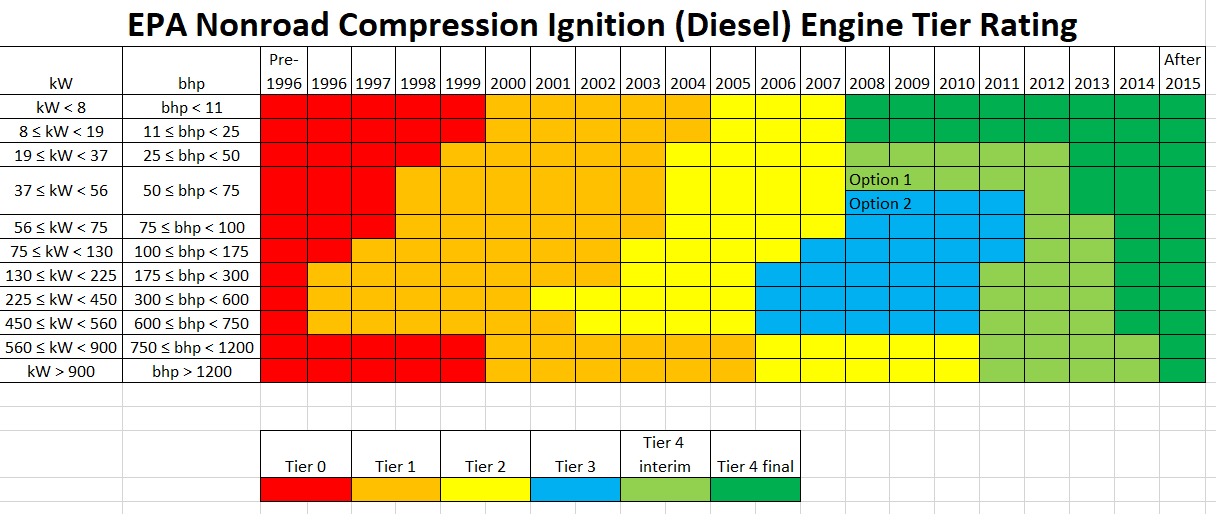 EPA Nonroad Compression Ignition (Diesel) Engine Tier Rating
kW bhp Pre-1996 1996 1997 1998 1999 2000 2001 2002 2003 2004 2005 2006 2007 2008 2009 2010 2011 2012 2013 2014 After 2015
kW < 8 bhp < 11
8 ≤ kW < 19 11 ≤ bhp < 25
19 ≤ kW < 37 25 ≤ bhp < 50
37 ≤ kW < 56 50 ≤ bhp < 75 Option 1
Option 2
56 ≤ kW < 75 75 ≤ bhp < 100
75 ≤ kW < 130 100 ≤ bhp < 175
130 ≤ kW < 225 175 ≤ bhp < 300
225 ≤ kW < 450 300 ≤ bhp < 600
450 ≤ kW < 560 600 ≤ bhp < 750
560 ≤ kW < 900 750 ≤ bhp < 1200
kW > 900 bhp > 1200
Tier 0 Tier 1 Tier 2 Tier 3 Tier 4 interim Tier 4 final